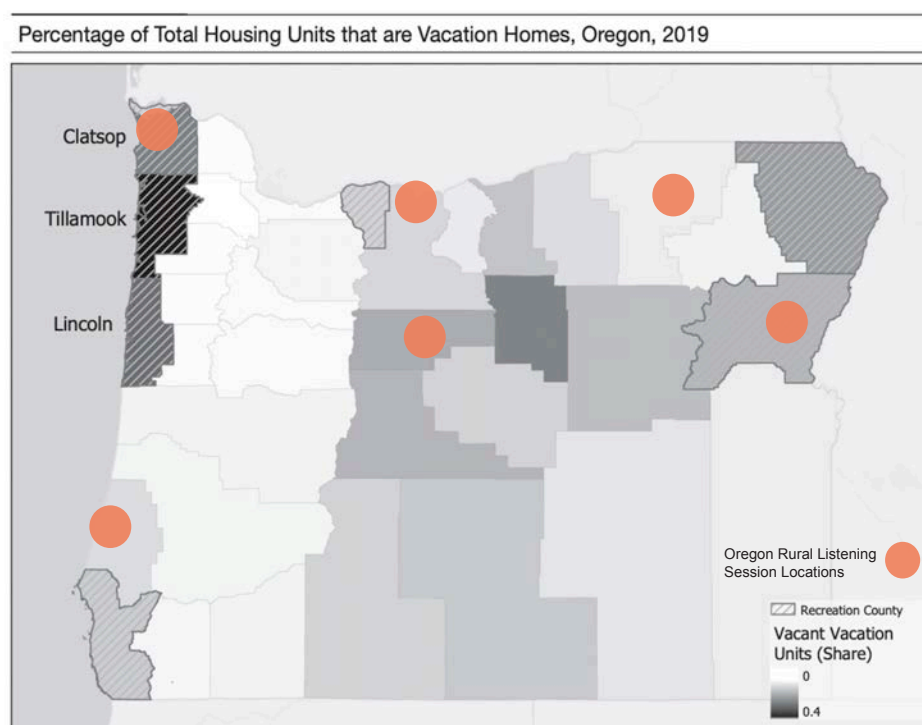 Percentage of Total Housing Units that are Vacation Homes, Oregon, 2019
Clatsop
Tillamook
Lincoln
Oregon Rural Listening
Session Locations
Recreation County
Vacant Vacation
Units (Share)
0
0.4